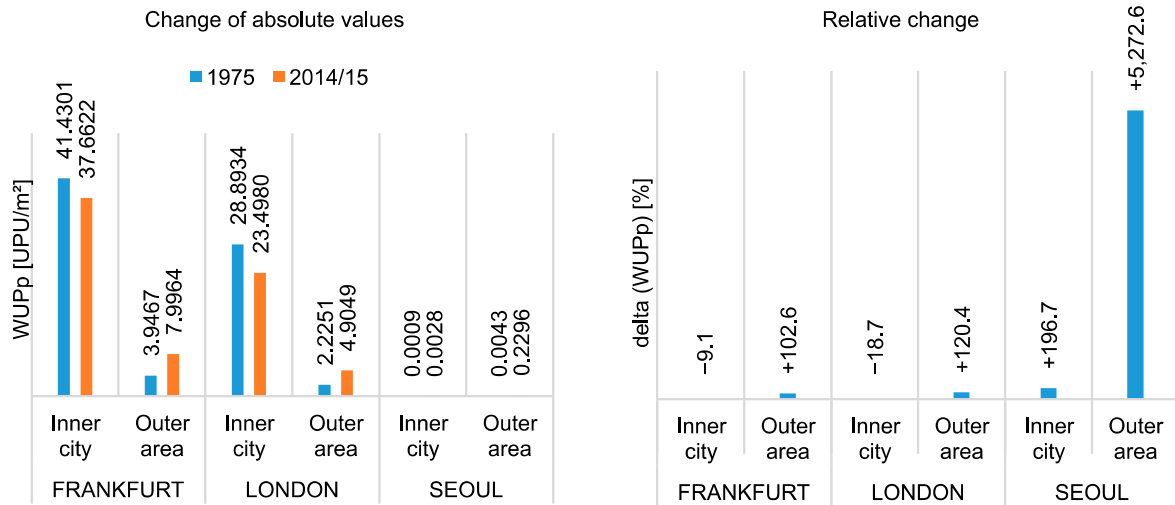 Change of absolute values
1975
2014/15
WUPp [UPU/m²]
41.4301
37.6622
3.9467
7.9964
28.8934
23.4980
2.2251
4.9049
0.0009
0.0028
0.0043
0.2296
Inner
city
Outer
area
Inner
city
Outer
area
Inner
city
Outer
area
FRANKFURT
LONDON
SEOUL
Relative change
delta (WUPp) [%]
−9.1
+102.6
−18.7
+120.4
+196.7
+5,272.6
Inner
city
Outer
area
Inner
city
Outer
area
Inner
city
Outer
area
FRANKFURT
LONDON
SEOUL